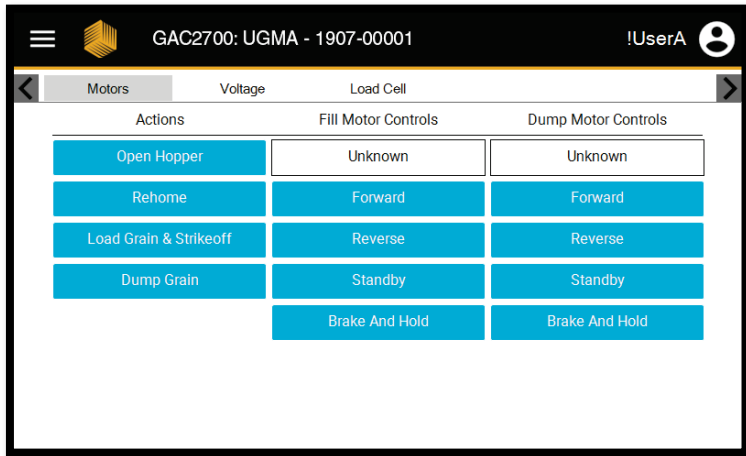 GAC2700: UGMA - 1907-00001 !UserA
Motors Voltage Load Cell
Actions Fill Motor Controls Dump Motor Controls
Open Hopper Unknown Unknown
Rehome Forward Forward
Load Grain & Strikeoff Reverse Reverse
Dump Grain Standby Standby
Brake And Hold Brake And Hold